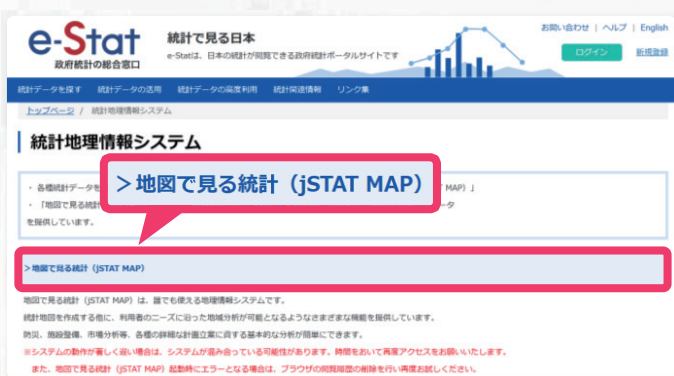 e-Stat
政府統計の総合窓口
統計で見る日本
e-Statは、日本の統計が閲覧できる政府統計ポータルサイトです
お問い合わせ | ヘルプ | English
ログイン
新規登録
統計データを探す 統計データの活用 統計データの高度利用 統計関連情報 リンク集
トップページ / 統計地理情報システム
統計地理情報システム
・ 各種統計データを
MAP) 」
>地図で見る統計 (jSTAT MAP)
・ 「地図で見る統計
ータ
を提供しています。
>地図で見る統計 (jSTAT MAP)
地図で見る統計 (jSTAT MAP) は、誰でも使える地理情報システムです。
統計地図を作成する他に、利用者のニーズに沿った地域分析が可能となるようなさまざまな機能を提供しています。
防災、施設整備、市場分析等、各種の詳細な計画立案に資する基本的な分析が簡単にできます。
※システムの動作が著しく遅い場合は、システムが混み合っている可能性があります。時間をおいて再度アクセスをお願いいたします。
また、地図で見る統計 (jSTAT MAP) 起動時にエラーとなる場合は、ブラウザの閲覧履歴の削除を行い再度お試しください。